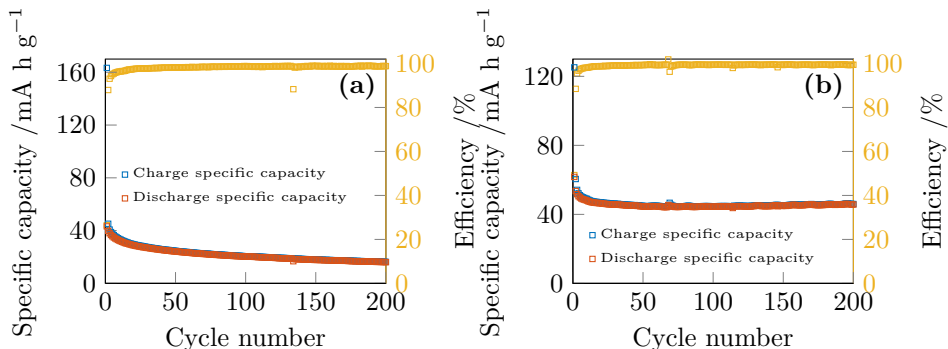 Specific capacity /mA h g⁻¹
160
120
80
40
0
100
80
60
40
20
0
(a)
Charge specific capacity
Discharge specific capacity
0 50 100 150 200
Cycle number
Efficiency /%
Specific capacity /mA h g⁻¹
120
80
40
0
100
80
60
40
20
0
(b)
Charge specific capacity
Discharge specific capacity
0 50 100 150 200
Cycle number
Efficiency /%